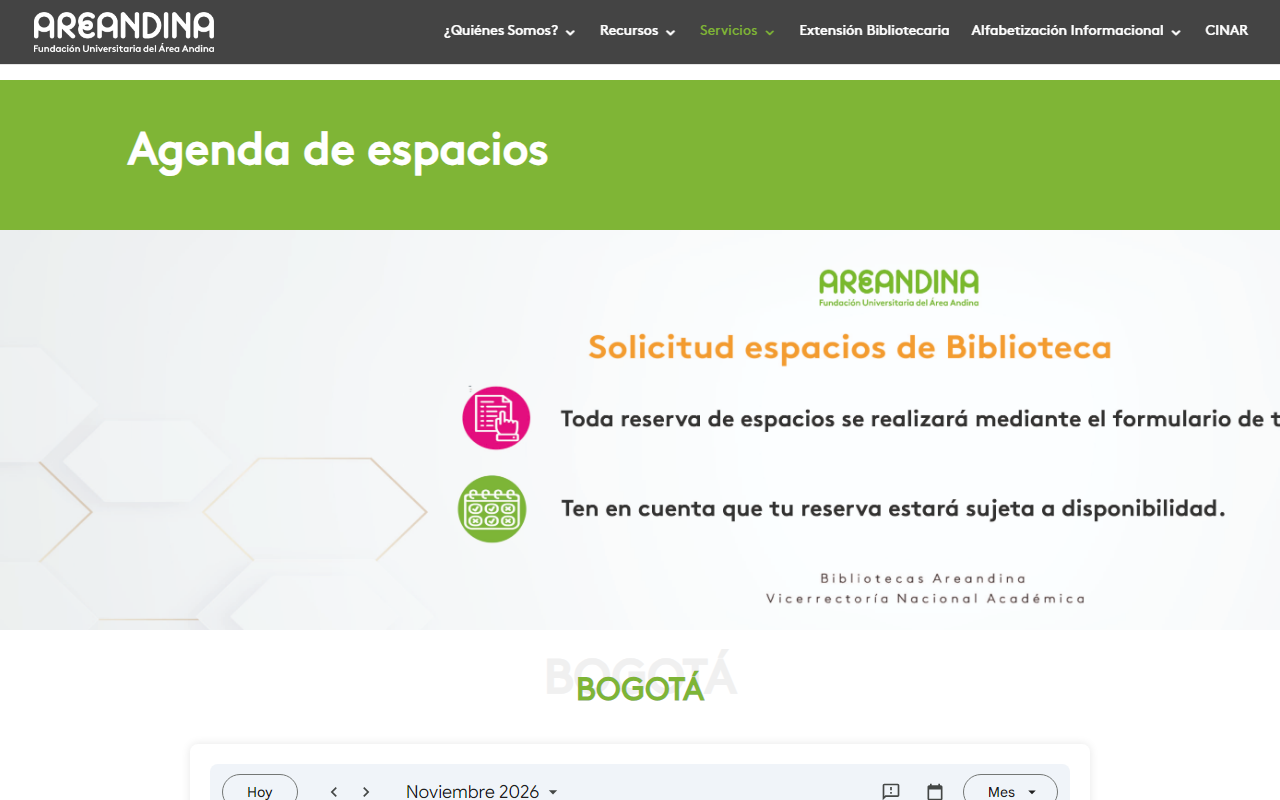 AREANDINA
Fundación Universitaria del Área Andina
¿Quiénes Somos?
Recursos
Servicios
Extensión Bibliotecaria
Alfabetización Informacional
CINAR
Agenda de espacios
AREANDINA
Fundación Universitaria del Área Andina
Solicitud espacios de Biblioteca
Toda reserva de espacios se realizará mediante el formulario de t
Ten en cuenta que tu reserva estará sujeta a disponibilidad.
Bibliotecas Areandina
Vicerrectoría Nacional Académica
BOGOTÁ
BOGOTÁ
Hoy
Noviembre 2026
Mes